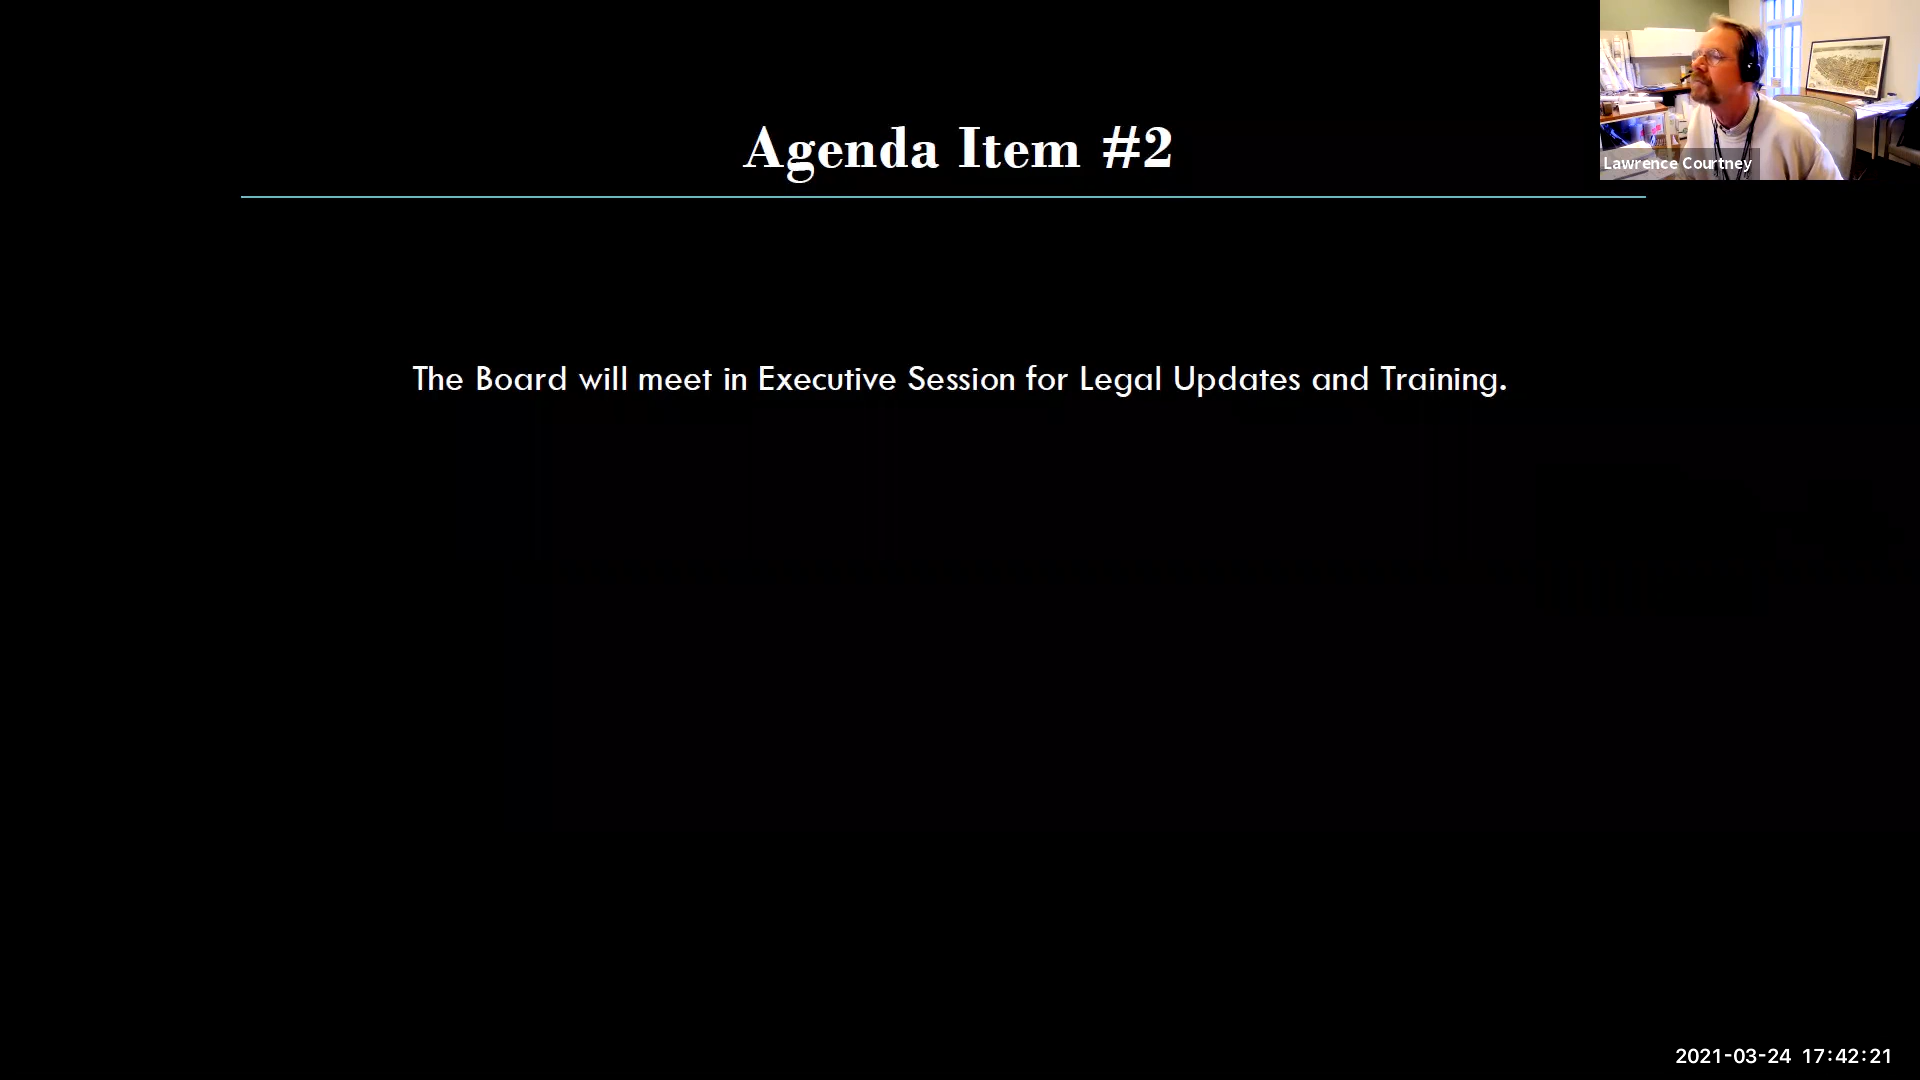 Agenda Item #2
Lawrence Courtney
The Board will meet in Executive Session for Legal Updates and Training.
2021-03-24 17:42:21